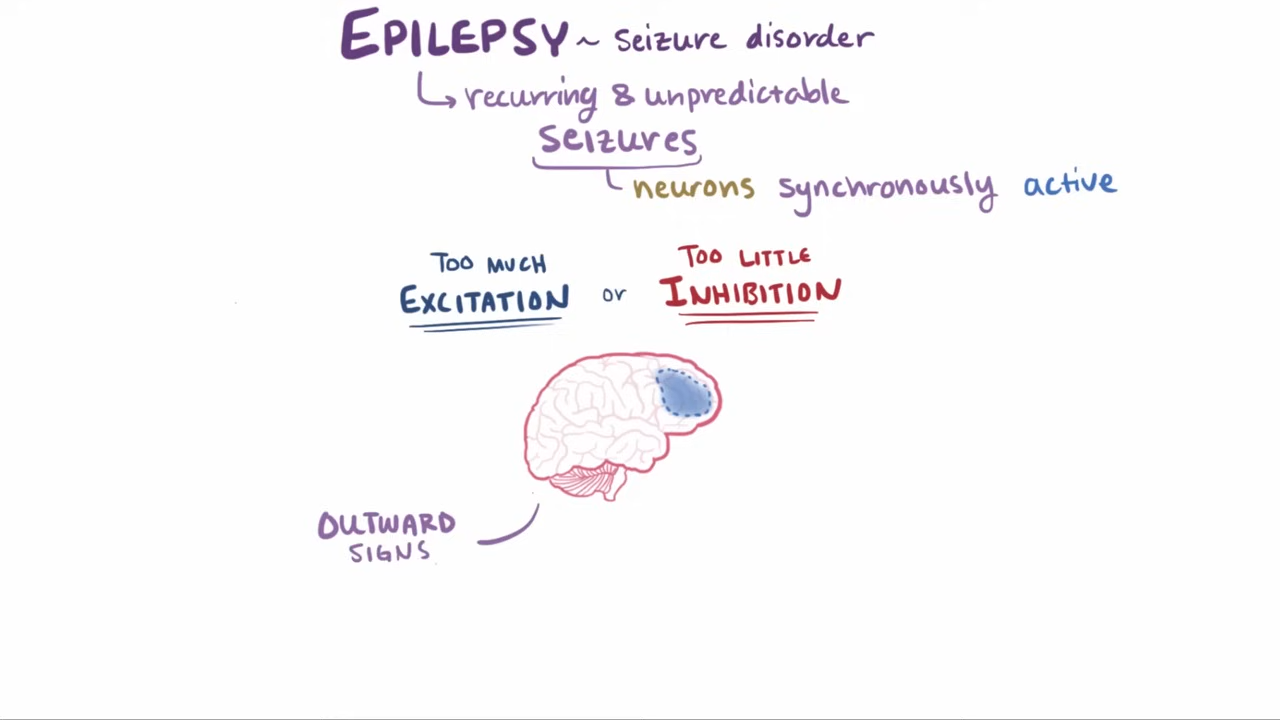 EPILEPSY ~ seizure disorder
recurring & unpredictable
seizures
neurons synchronously active
TOO MUCH
EXCITATION or
TOO LITTLE
INHIBITION
OUTWARD
SIGNS